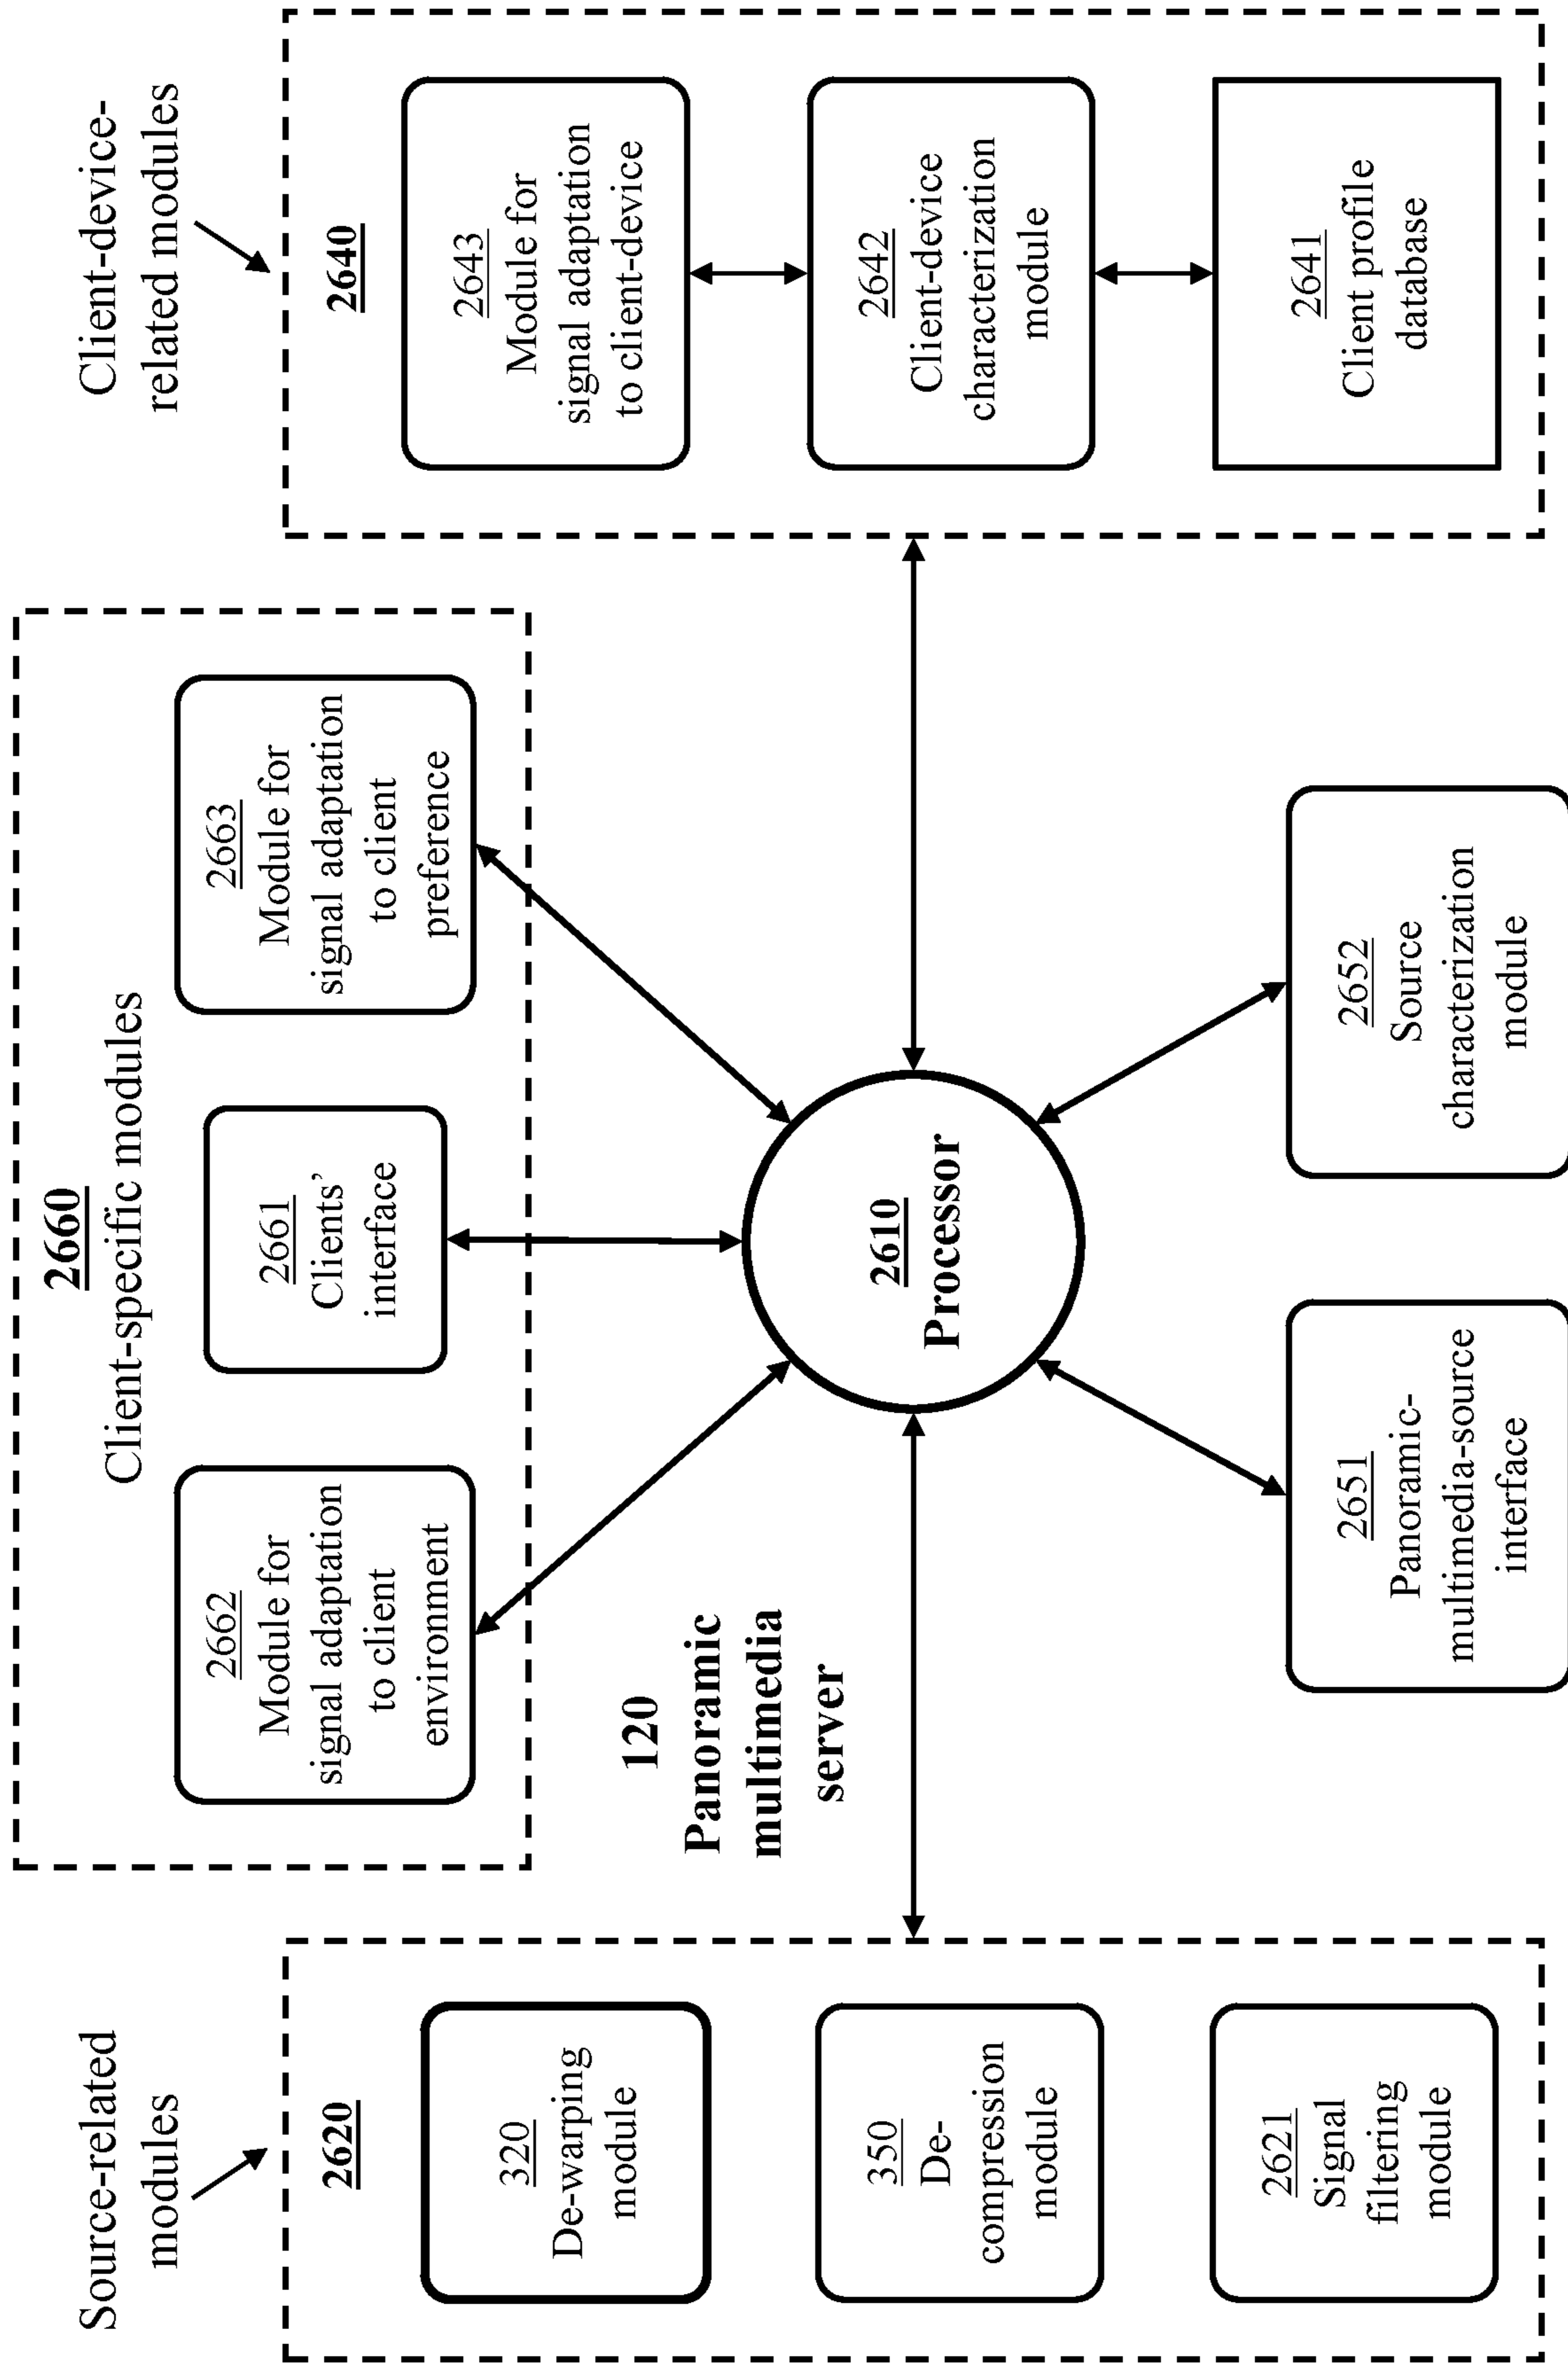 Source-related
modules
2620
320
De-warping
module
350
De-
compression
module
2621
Signal
filtering
module
2660
Client-specific modules
2662
Module for
signal adaptation
to client
environment
2661
Clients’
interface
2663
Module for
signal adaptation
to client
preference
120
Panoramic
multimedia
server
2610
Processor
2651
Panoramic-
multimedia-source
interface
2652
Source
characterization
module
Client-device-
related modules
2640
2643
Module for
signal adaptation
to client-device
2642
Client-device
characterization
module
2641
Client profile
database